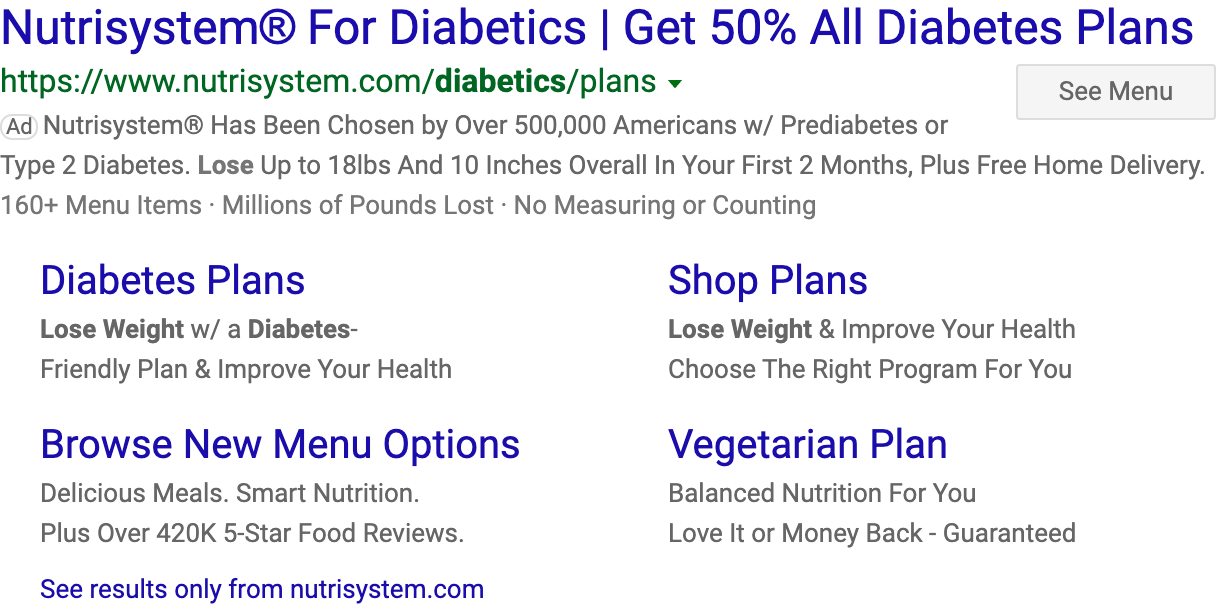 Nutrisystem® For Diabetics | Get 50% All Diabetes Plans
https://www.nutrisystem.com/diabetics/plans
See Menu
Ad Nutrisystem® Has Been Chosen by Over 500,000 Americans w/ Prediabetes or
Type 2 Diabetes. Lose Up to 18lbs And 10 Inches Overall In Your First 2 Months, Plus Free Home Delivery.
160+ Menu Items · Millions of Pounds Lost · No Measuring or Counting
Diabetes Plans
Lose Weight w/ a Diabetes-
Friendly Plan & Improve Your Health
Shop Plans
Lose Weight & Improve Your Health
Choose The Right Program For You
Browse New Menu Options
Delicious Meals. Smart Nutrition.
Plus Over 420K 5-Star Food Reviews.
Vegetarian Plan
Balanced Nutrition For You
Love It or Money Back - Guaranteed
See results only from nutrisystem.com